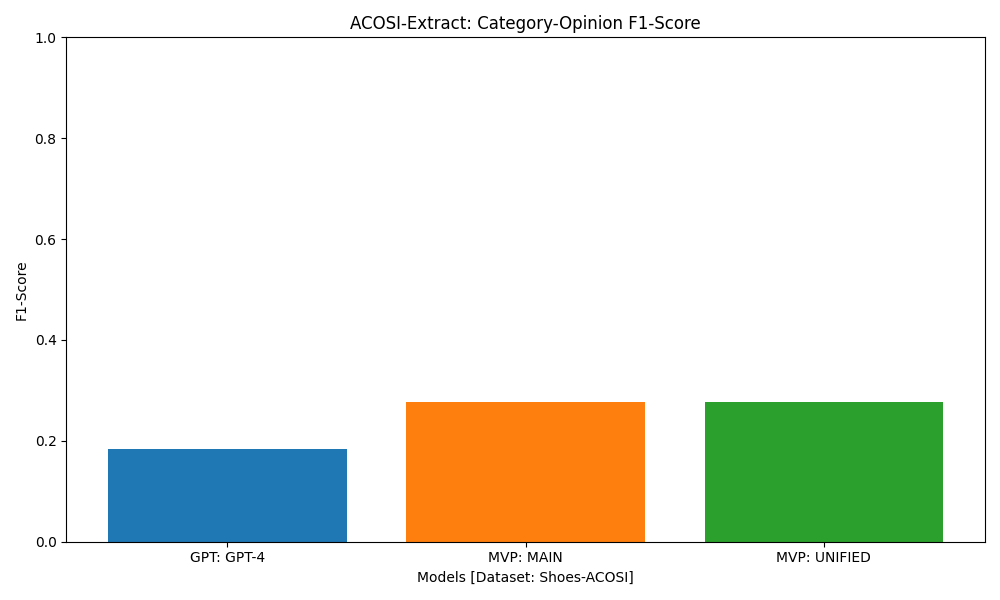 ACOSI-Extract: Category-Opinion F1-Score
1.0
0.8
0.6
0.4
0.2
0.0
F1-Score
GPT: GPT-4
MVP: MAIN
MVP: UNIFIED
Models [Dataset: Shoes-ACOSI]